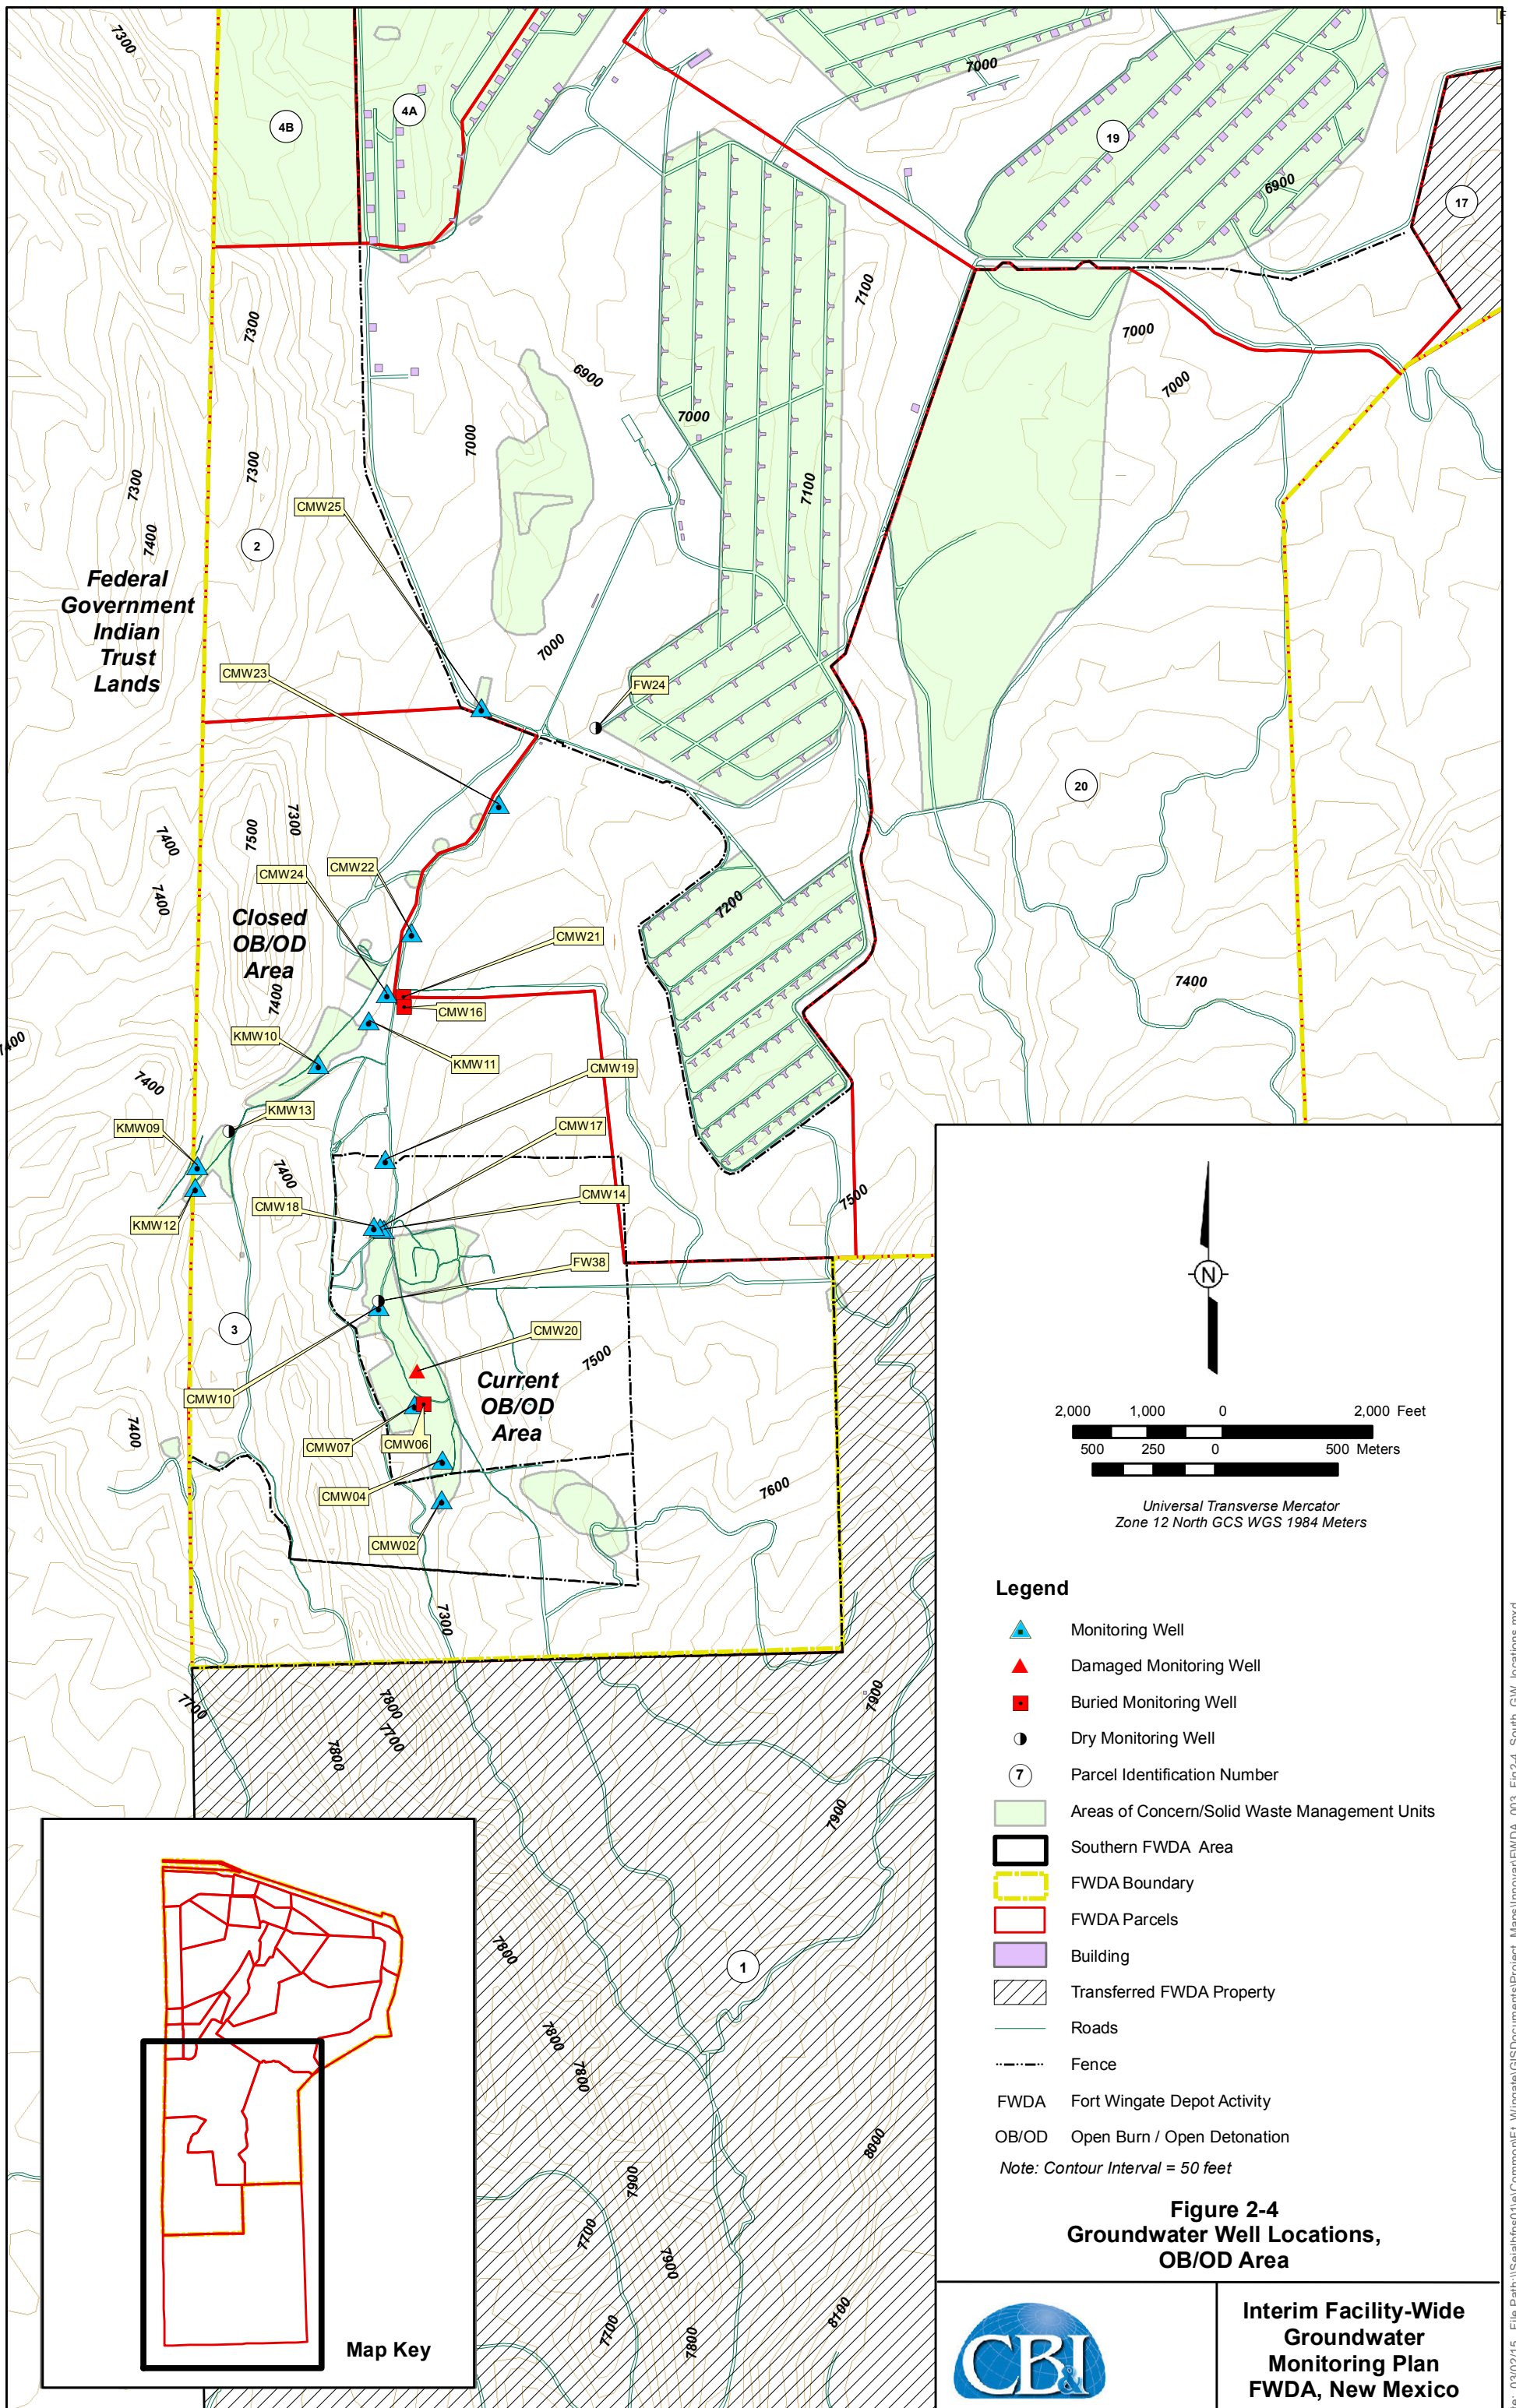 7300
7000
4B
4A
19
6900
17
7300
7100
7000
7000
6900
7000
7000
7300
7300
7100
CMW25
7400
2
Federal
Government
Indian
Trust
Lands
7000
CMW23
FW24
20
7300
7500
7400
CMW22
CMW24
7400
7200
Closed
OB/OD
Area
CMW21
7400
7400
CMW16
7400
KMW10
KMW11
CMW19
7400
KMW13
KMW09
CMW17
7400
CMW14
7500
CMW18
KMW12
FW38
3
CMW20
7500
Current
OB/OD
Area
CMW10
7400
CMW06
CMW07
7600
CMW04
CMW02
7300
7700
7800
7700
7800
7900
7900
7800
1
7800
7800
8000
7900
7700
7900
8100
7700
7800
Map Key
N
2,000 1,000 0 2,000 Feet
500 250 0 500 Meters
Universal Transverse Mercator
Zone 12 North GCS WGS 1984 Meters
Legend
Monitoring Well
Damaged Monitoring Well
Buried Monitoring Well
Dry Monitoring Well
7 Parcel Identification Number
Areas of Concern/Solid Waste Management Units
Southern FWDA Area
FWDA Boundary
FWDA Parcels
Building
Transferred FWDA Property
Roads
Fence
FWDA Fort Wingate Depot Activity
OB/OD Open Burn / Open Detonation
Note: Contour Interval = 50 feet
Figure 2-4
Groundwater Well Locations,
OB/OD Area
CB&I
Interim Facility-Wide
Groundwater
Monitoring Plan
FWDA, New Mexico